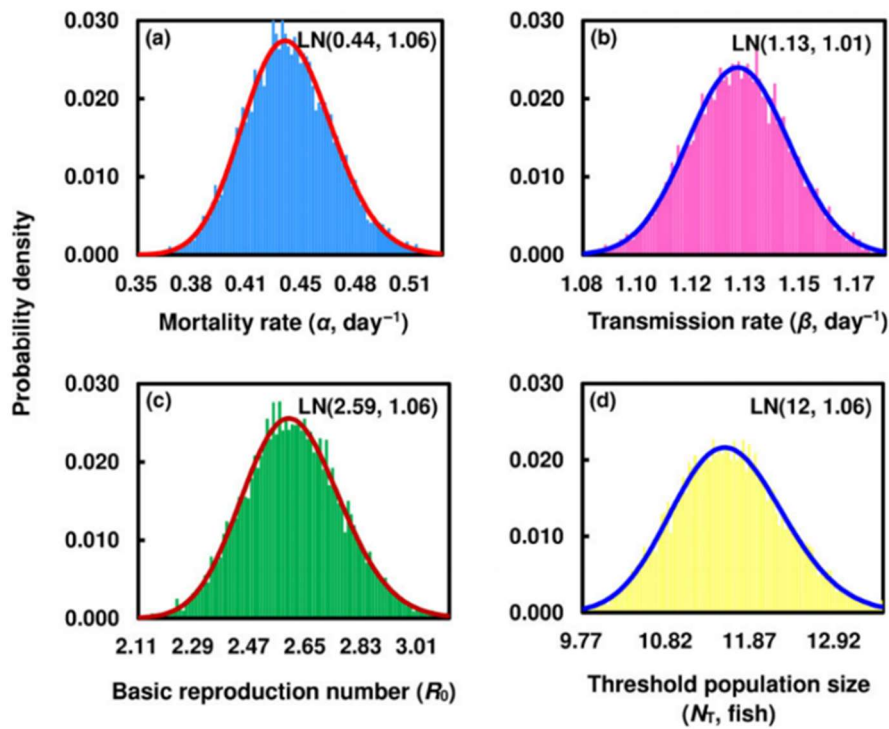 Probability density
(a)
LN(0.44, 1.06)
0.030
0.020
0.010
0.000
0.35 0.38 0.41 0.45 0.48 0.51
Mortality rate (α, day⁻¹)
(b)
LN(1.13, 1.01)
0.030
0.020
0.010
0.000
1.08 1.10 1.12 1.13 1.15 1.17
Transmission rate (β, day⁻¹)
(c)
LN(2.59, 1.06)
0.030
0.020
0.010
0.000
2.11 2.29 2.47 2.65 2.83 3.01
Basic reproduction number (R₀)
(d)
LN(12, 1.06)
0.030
0.020
0.010
0.000
9.77 10.82 11.87 12.92
Threshold population size
(N_T, fish)